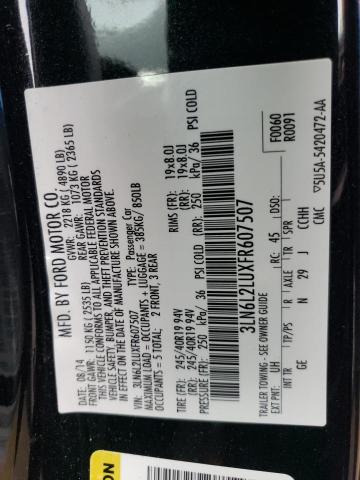 MFD. BY FORD MOTOR CO.
DATE: 08/14 GVWR: 2218 KG (4890 LB)
FRONT GAWR: 1150 KG (2535LB) REAR GAWR: 1073 KG (2365 LB)
THIS VEHICLE CONFORMS TO ALL APPLICABLE FEDERAL MOTOR
VEHICLE SAFETY, BUMPER, AND THEFT PREVENTION STANDARDS
IN EFFECT ON THE DATE OF MANUFACTURE SHOWN ABOVE.
VIN: 3LN6L2LUXFR607507 TYPE: Passenger Car
MAXIMUM LOAD = OCCUPANTS + LUGGAGE = 385KG/ 850LB
OCCUPANTS: 5 TOTAL: 2 FRONT, 3 REAR
TIRE (FR): 245/40R19 94V RIMS (FR): 19x8.0J
TIRE (RR): 245/40R19 94V RIMS (RR): 19x8.0J
PRESSURE (FR): 250 kPa/ 36 PSI COLD (RR): 250 kPa/ 36 PSI COLD
3LN6L2LUXFR607507
F0060
R0091
TRAILER TOWING - SEE OWNER GUIDE
EXT PNT: UH RC: 45 DSO:
INT TR TP/PS R AXLE TR SPR
GE N 29 J CCHH
CMC ▽5U5A-5420472-AA
ON